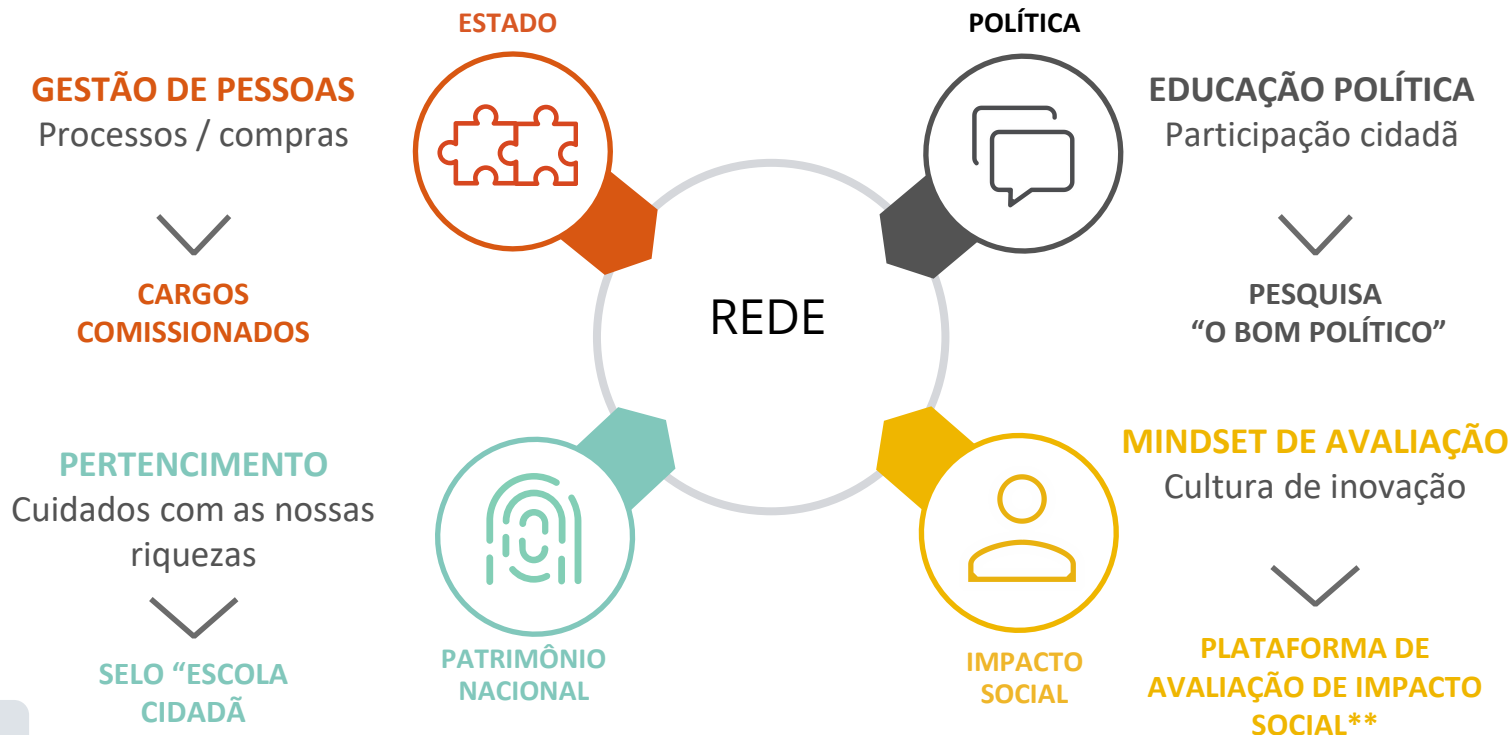 ESTADO
POLÍTICA
GESTÃO DE PESSOAS
Processos / compras
CARGOS
COMISSIONADOS
EDUCAÇÃO POLÍTICA
Participação cidadã
PESQUISA
“O BOM POLÍTICO”
REDE
PERTENCIMENTO
Cuidados com as nossas
riquezas
SELO “ESCOLA
CIDADÃ
PATRIMÔNIO
NACIONAL
IMPACTO
SOCIAL
MINDSET DE AVALIAÇÃO
Cultura de inovação
PLATAFORMA DE
AVALIAÇÃO DE IMPACTO
SOCIAL**